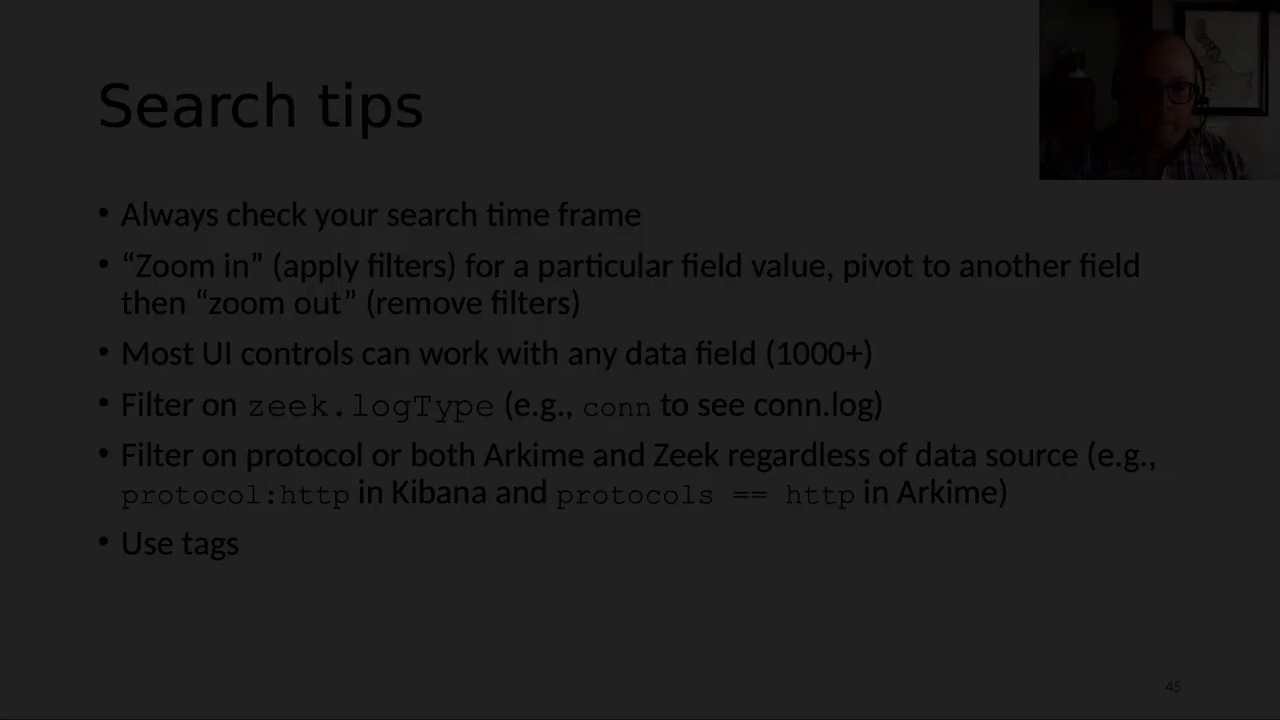 Search tips
• Always check your search time frame
• “Zoom in” (apply filters) for a particular field value, pivot to another field
then “zoom out” (remove filters)
• Most UI controls can work with any data field (1000+)
• Filter on zeek.logType (e.g., conn to see conn.log)
• Filter on protocol or both Arkime and Zeek regardless of data source (e.g.,
protocol:http in Kibana and protocols == http in Arkime)
• Use tags
45